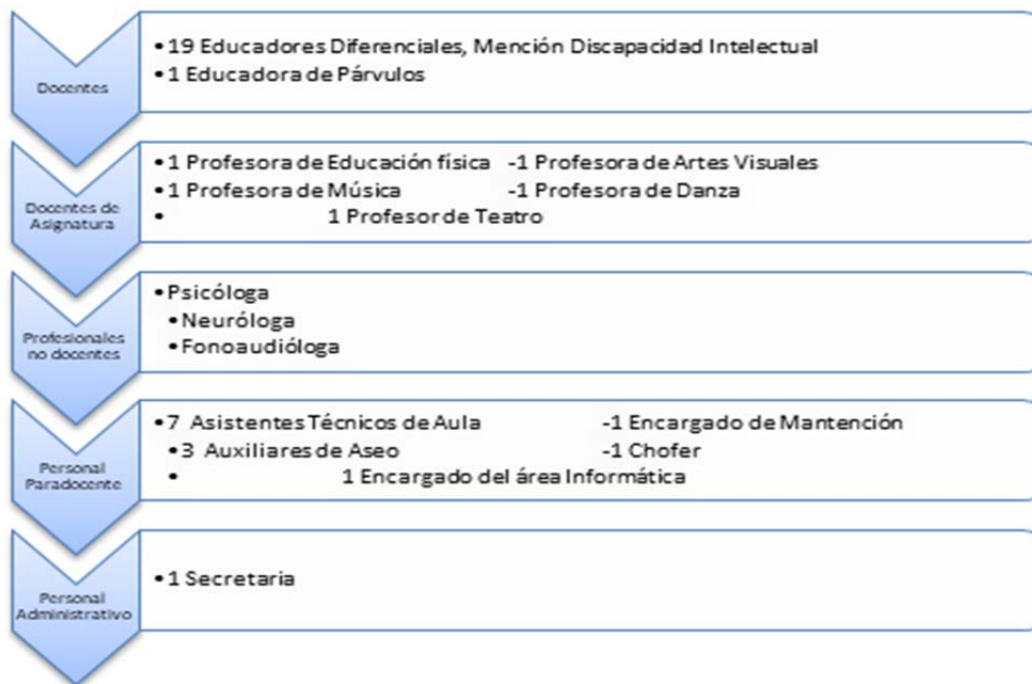 Docentes
•19 Educadores Diferenciales, Mención Discapacidad Intelectual
•1 Educadora de Párvulos
Docentes de
Asignatura
•1 Profesora de Educación física -1 Profesora de Artes Visuales
•1 Profesora de Música -1 Profesora de Danza
• 1 Profesor de Teatro
Profesionales
no docentes
•Psicóloga
•Neuróloga
•Fonoaudióloga
Personal
Paradocente
•7 Asistentes Técnicos de Aula -1 Encargado de Mantención
•3 Auxiliares de Aseo -1 Chofer
• 1 Encargado del área Informática
Personal
Administrativo
•1 Secretaria